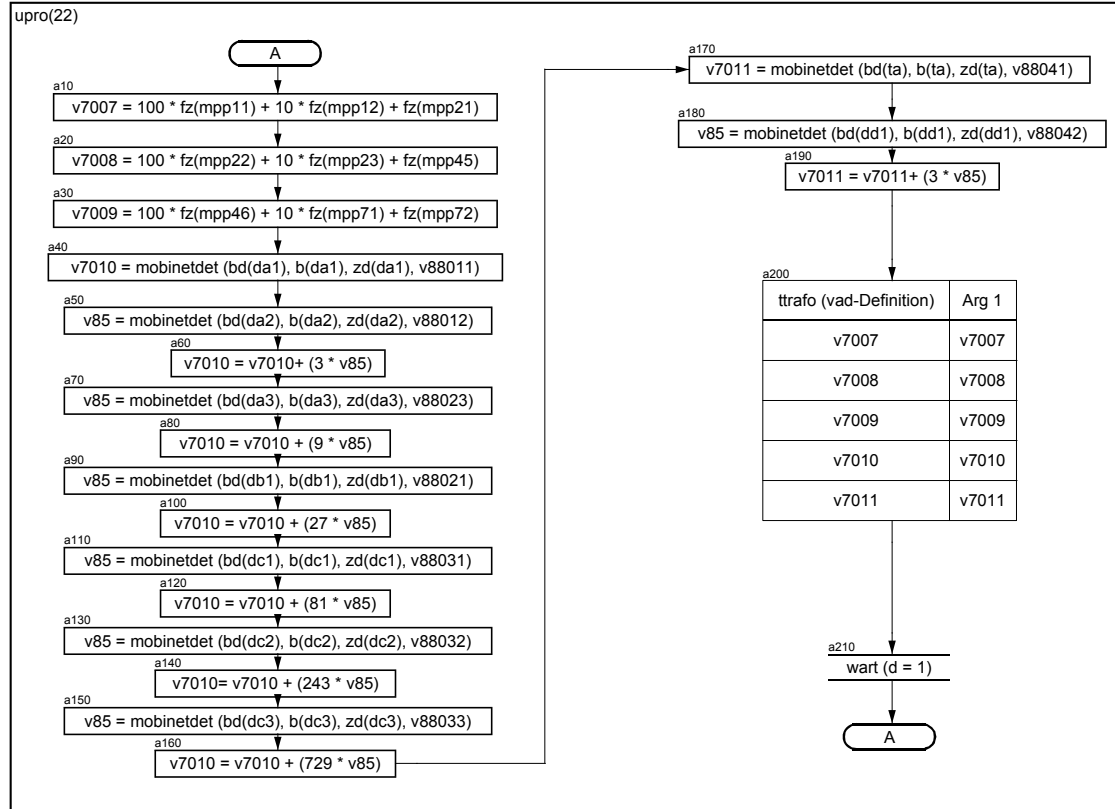 upro(22)
A
a10
v7007 = 100 * fz(mpp11) + 10 * fz(mpp12) + fz(mpp21)
a20
v7008 = 100 * fz(mpp22) + 10 * fz(mpp23) + fz(mpp45)
a30
v7009 = 100 * fz(mpp46) + 10 * fz(mpp71) + fz(mpp72)
a40
v7010 = mobinetdet (bd(da1), b(da1), zd(da1), v88011)
a50
v85 = mobinetdet (bd(da2), b(da2), zd(da2), v88012)
a60
v7010 = v7010+ (3 * v85)
a70
v85 = mobinetdet (bd(da3), b(da3), zd(da3), v88023)
a80
v7010 = v7010 + (9 * v85)
a90
v85 = mobinetdet (bd(db1), b(db1), zd(db1), v88021)
a100
v7010 = v7010 + (27 * v85)
a110
v85 = mobinetdet (bd(dc1), b(dc1), zd(dc1), v88031)
a120
v7010 = v7010 + (81 * v85)
a130
v85 = mobinetdet (bd(dc2), b(dc2), zd(dc2), v88032)
a140
v7010= v7010 + (243 * v85)
a150
v85 = mobinetdet (bd(dc3), b(dc3), zd(dc3), v88033)
a160
v7010 = v7010 + (729 * v85)
a170
v7011 = mobinetdet (bd(ta), b(ta), zd(ta), v88041)
a180
v85 = mobinetdet (bd(dd1), b(dd1), zd(dd1), v88042)
a190
v7011 = v7011+ (3 * v85)
a200
ttrafo (vad-Definition) Arg 1
v7007 v7007
v7008 v7008
v7009 v7009
v7010 v7010
v7011 v7011
a210
wart (d = 1)
A